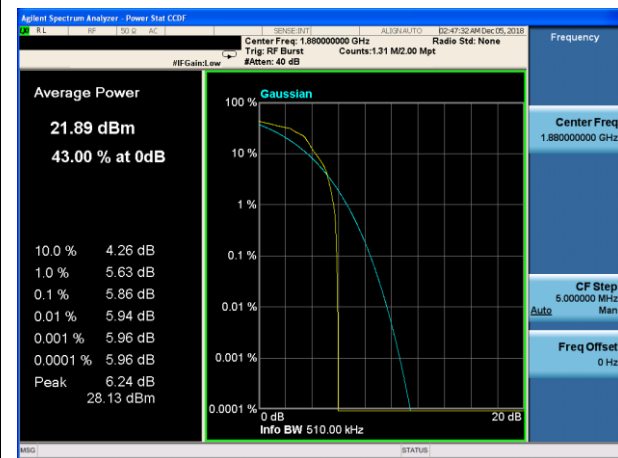 Agilent Spectrum Analyzer - Power Stat CCDF
RL RF 50 Ω AC SENSE:INT ALIGNAUTO 02:47:32 AM Dec 05, 2018
Center Freq: 1.880000000 GHz Radio Std: None
Trig: RF Burst Counts:1.31 M/2.00 Mpt
#IFGain:Low #Atten: 40 dB
Frequency
Average Power
21.89 dBm
43.00 % at 0dB
10.0 % 4.26 dB
1.0 % 5.63 dB
0.1 % 5.86 dB
0.01 % 5.94 dB
0.001 % 5.96 dB
0.0001 % 5.96 dB
Peak 6.24 dB
28.13 dBm
Gaussian
100 %
10 %
1 %
0.1 %
0.01 %
0.001 %
0.0001 %
0 dB 20 dB
Info BW 510.00 kHz
Center Freq
1.880000000 GHz
CF Step
5.000000 MHz
Auto Man
Freq Offset
0 Hz
MSG STATUS